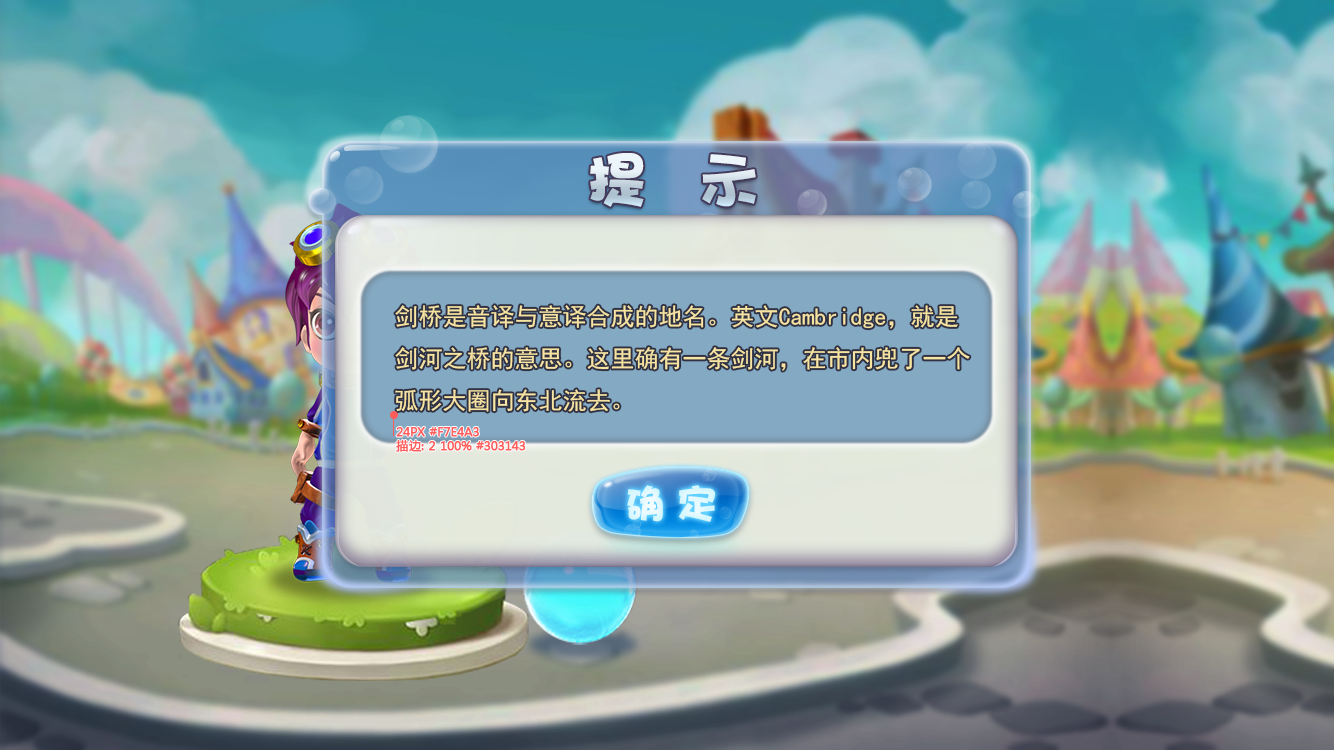 提 示
剑桥是音译与意译合成的地名。英文Cambridge，就是
剑河之桥的意思。这里确有一条剑河，在市内兜了一个
弧形大圈向东北流去。
24PX #F7E4A3
描边: 2 100% #303143
确 定